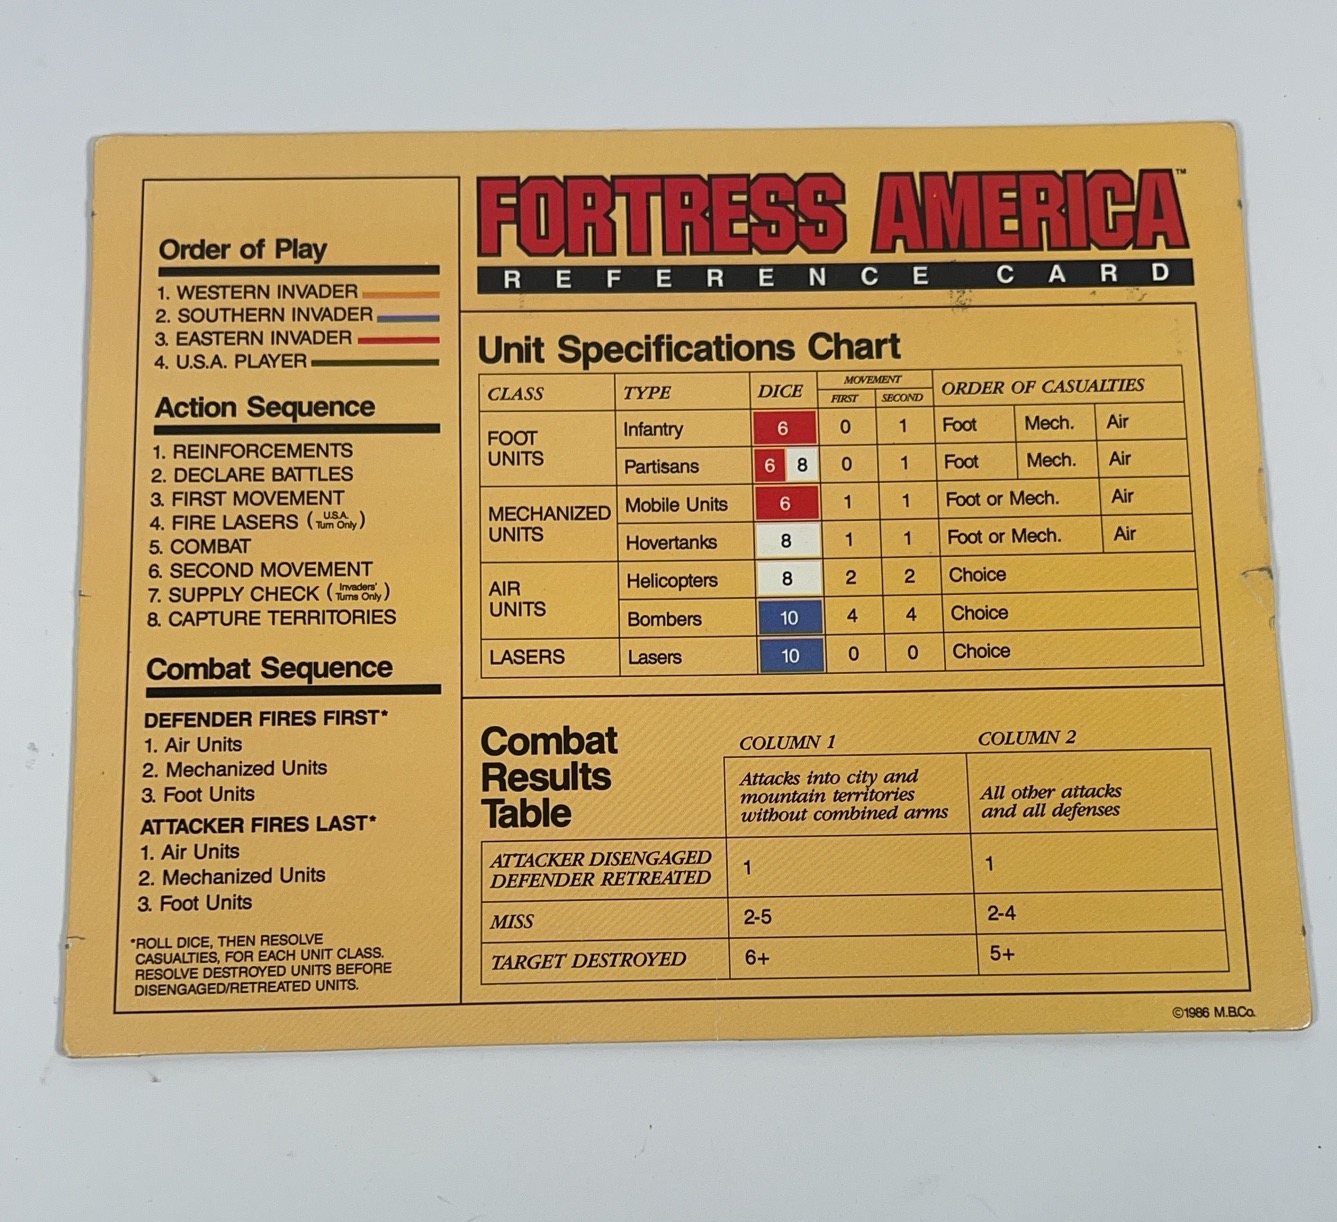 FORTRESS AMERICA™
REFERENCE CARD
Order of Play
1. WESTERN INVADER
2. SOUTHERN INVADER
3. EASTERN INVADER
4. U.S.A. PLAYER
Action Sequence
1. REINFORCEMENTS
2. DECLARE BATTLES
3. FIRST MOVEMENT
4. FIRE LASERS (U.S.A. Turn Only)
5. COMBAT
6. SECOND MOVEMENT
7. SUPPLY CHECK (Invaders' Turns Only)
8. CAPTURE TERRITORIES
Combat Sequence
DEFENDER FIRES FIRST*
1. Air Units
2. Mechanized Units
3. Foot Units
ATTACKER FIRES LAST*
1. Air Units
2. Mechanized Units
3. Foot Units
*ROLL DICE, THEN RESOLVE
CASUALTIES, FOR EACH UNIT CLASS.
RESOLVE DESTROYED UNITS BEFORE
DISENGAGED/RETREATED UNITS.
Unit Specifications Chart
CLASS TYPE DICE MOVEMENT FIRST SECOND ORDER OF CASUALTIES
FOOT UNITS Infantry 6 0 1 Foot Mech. Air
Partisans 6 8 0 1 Foot Mech. Air
MECHANIZED UNITS Mobile Units 6 1 1 Foot or Mech. Air
Hovertanks 8 1 1 Foot or Mech. Air
AIR UNITS Helicopters 8 2 2 Choice
Bombers 10 4 4 Choice
LASERS Lasers 10 0 0 Choice
Combat
Results
Table
COLUMN 1 COLUMN 2
Attacks into city and
mountain territories
without combined arms
All other attacks
and all defenses
ATTACKER DISENGAGED
DEFENDER RETREATED 1 1
MISS 2-5 2-4
TARGET DESTROYED 6+ 5+
©1986 M.B.Co.